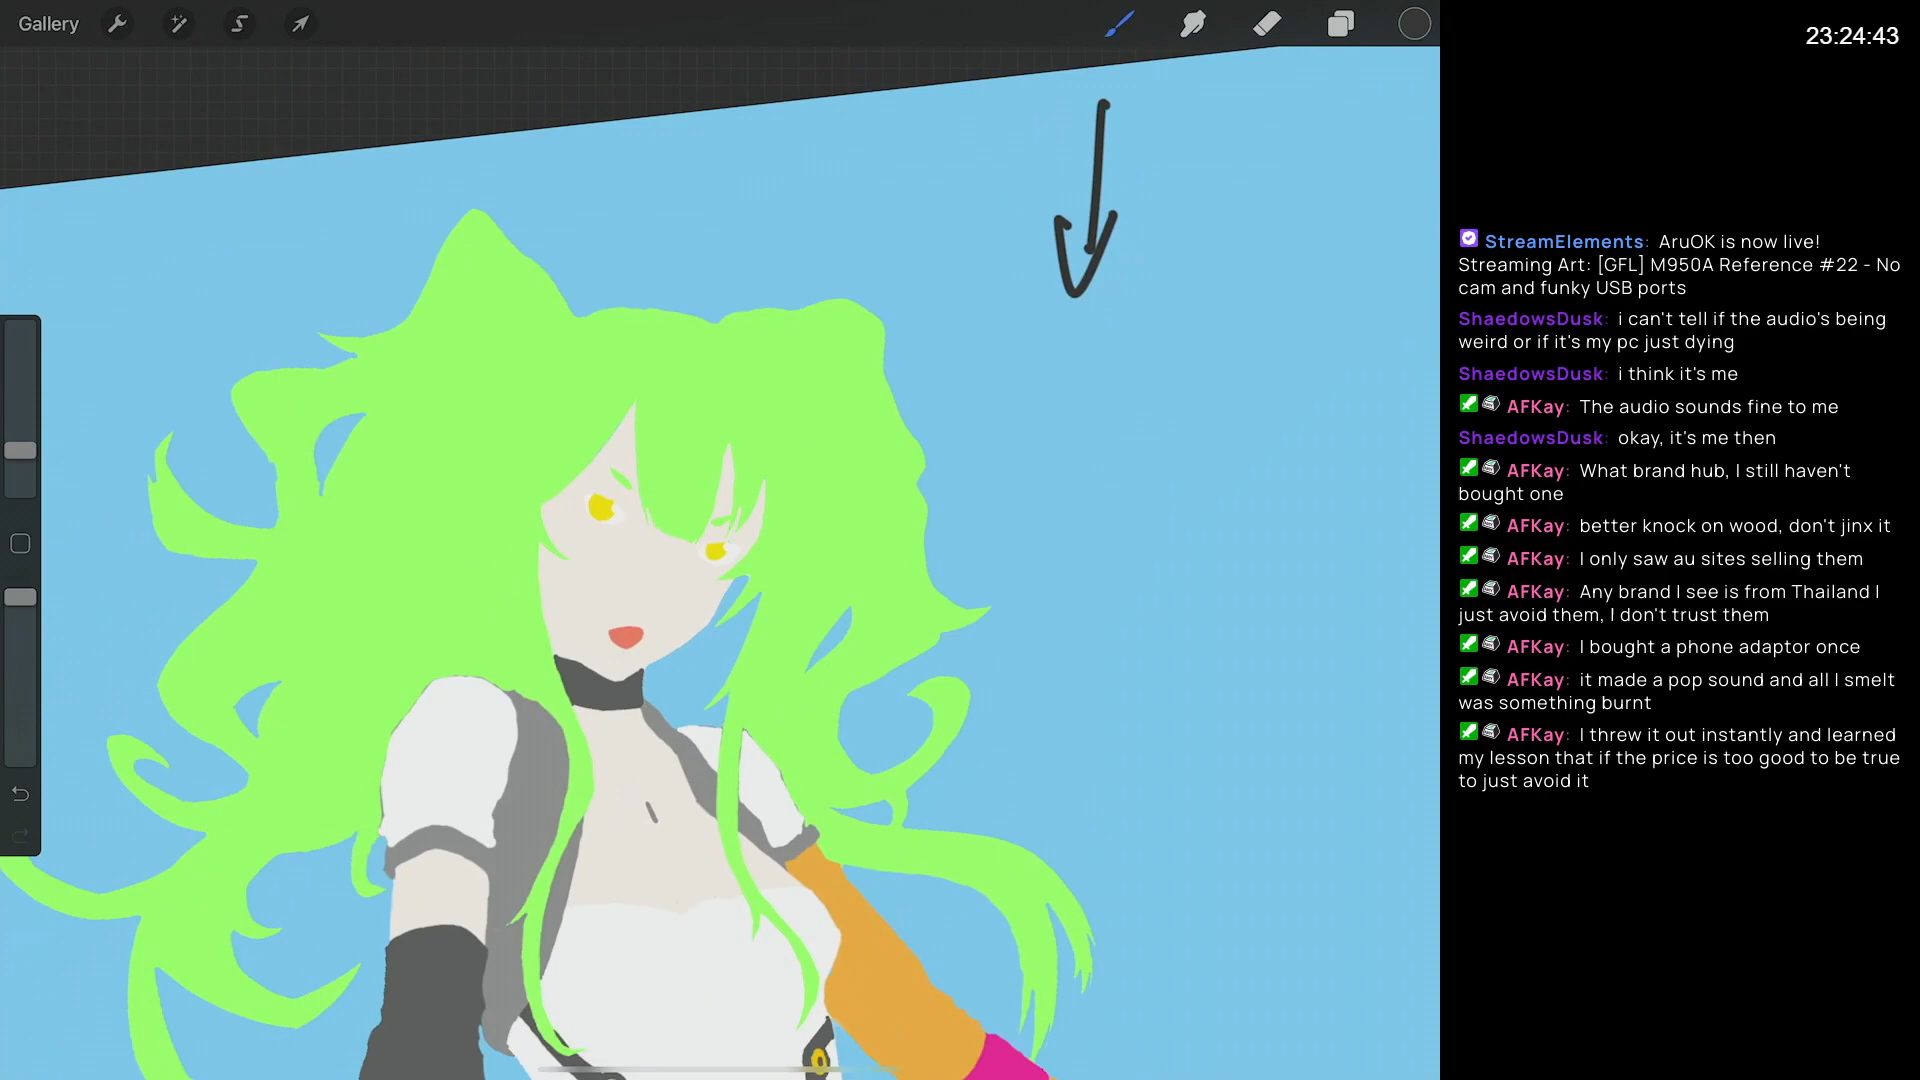 Gallery
23:24:43
StreamElements: AruOK is now live!
Streaming Art: [GFL] M950A Reference #22 - No
cam and funky USB ports
ShaedowsDusk: i can't tell if the audio's being
weird or if it's my pc just dying
ShaedowsDusk: i think it's me
AFKay: The audio sounds fine to me
ShaedowsDusk: okay, it's me then
AFKay: What brand hub, I still haven't
bought one
AFKay: better knock on wood, don't jinx it
AFKay: I only saw au sites selling them
AFKay: Any brand I see is from Thailand I
just avoid them, I don't trust them
AFKay: I bought a phone adaptor once
AFKay: it made a pop sound and all I smelt
was something burnt
AFKay: I threw it out instantly and learned
my lesson that if the price is too good to be true
to just avoid it